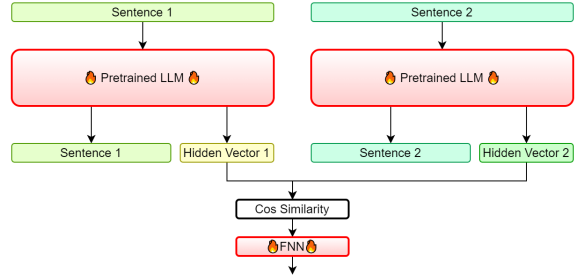 Sentence 1
Sentence 2
🔥 Pretrained LLM 🔥
🔥 Pretrained LLM 🔥
Sentence 1
Hidden Vector 1
Sentence 2
Hidden Vector 2
Cos Similarity
🔥FNN🔥